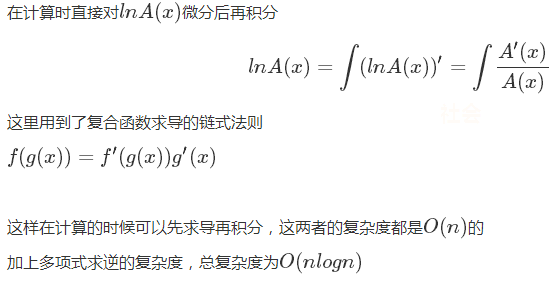 在计算时直接对lnA(x)微分后再积分
lnA(x) = ∫(lnA(x))′ = ∫ A′(x)/A(x)
这里用到了复合函数求导的链式法则
f(g(x)) = f′(g(x))g′(x)
这样在计算的时候可以先求导再积分，这两者的复杂度都是O(n)的
加上多项式求逆的复杂度，总复杂度为O(nlogn)